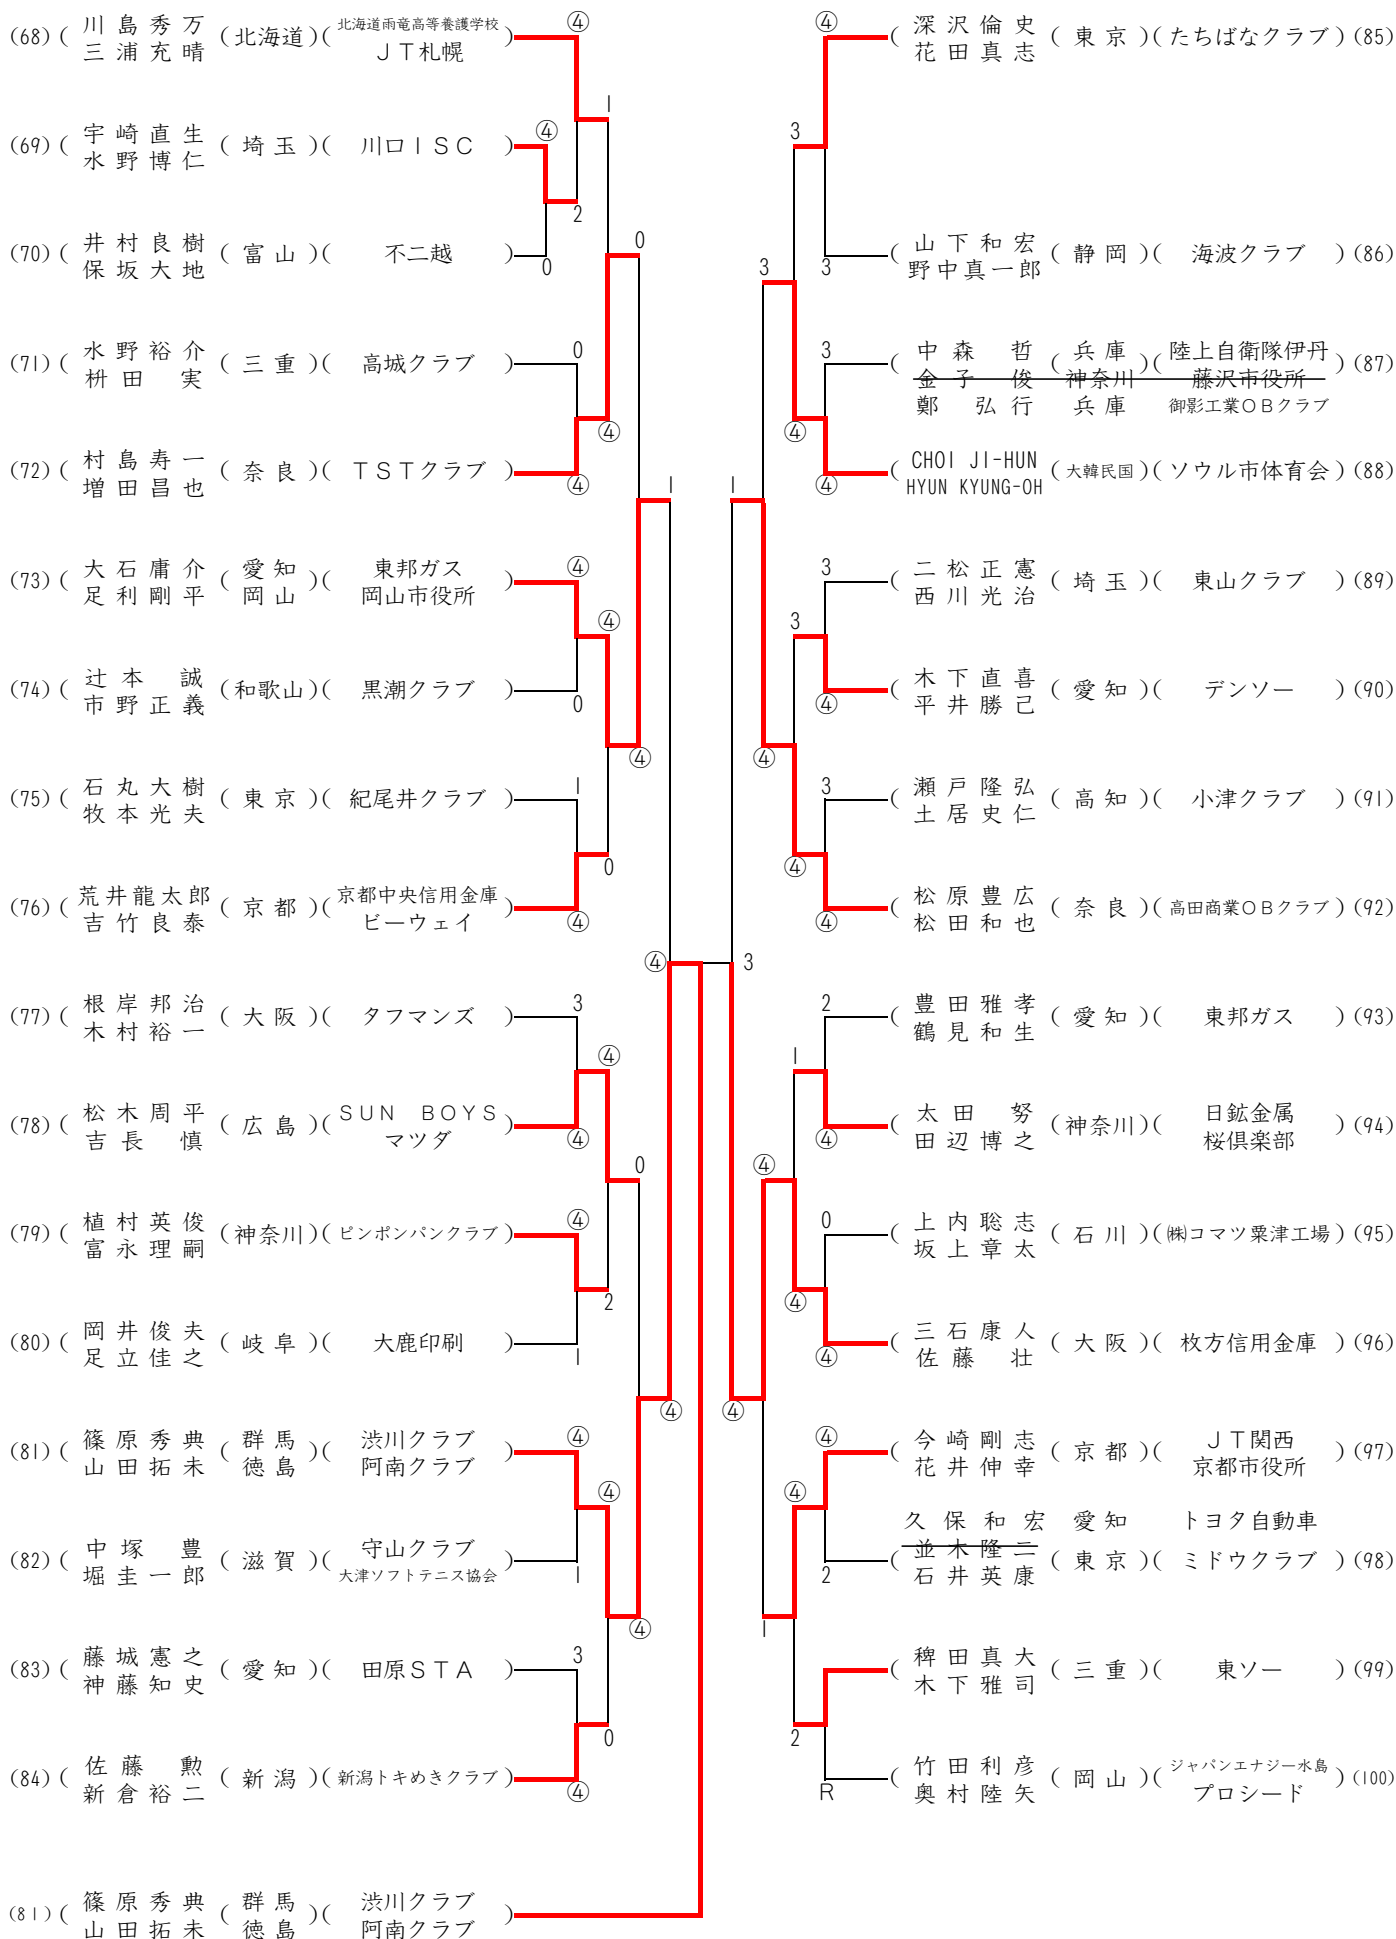 (68) ( 川島秀万 (北海道)( 北海道雨竜高等養護学校 )
三浦充晴 JT札幌
④
1
(69) ( 宇崎直生 (埼玉)( 川口ISC )
水野博仁
④
2
(70) ( 井村良樹 (富山)( 不二越 )
保坂大地
0
0
(71) ( 水野裕介 (三重)( 高城クラブ )
枡田実
0
④
(72) ( 村島寿一 (奈良)( TSTクラブ )
増田昌也
④
1
(73) ( 大石庸介 (愛知)( 東邦ガス )
足利剛平 岡山 岡山市役所
④
④
(74) ( 辻本誠 (和歌山)( 黒潮クラブ )
市野正義
0
④
(75) ( 石丸大樹 (東京)( 紀尾井クラブ )
牧本光夫
1
0
(76) ( 荒井龍太郎 (京都)( 京都中央信用金庫 )
吉竹良泰 ビーウェイ
④
④
(77) ( 根岸邦治 (大阪)( タフマンズ )
木村裕一
3
④
(78) ( 松木周平 (広島)( SUN BOYS )
吉長慎 マツダ
④
0
(79) ( 植村英俊 (神奈川)( ピンポンパンクラブ )
富永理嗣
④
2
(80) ( 岡井俊夫 (岐阜)( 大鹿印刷 )
足立佳之
1
④
(81) ( 篠原秀典 (群馬)( 渋川クラブ )
山田拓未 徳島 阿南クラブ
④
④
(82) ( 中塚豊 (滋賀)( 守山クラブ )
堀圭一郎 大津ソフトテニス協会
1
④
(83) ( 藤城憲之 (愛知)( 田原STA )
神藤知史
3
0
(84) ( 佐藤勲 (新潟)( 新潟トキめきクラブ )
新倉裕二
④
(81) ( 篠原秀典 (群馬)( 渋川クラブ )
山田拓未 徳島 阿南クラブ
④
( 深沢倫史 (東京)( たちばなクラブ ) (85)
花田真志
3
3
( 山下和宏 (静岡)( 海波クラブ ) (86)
野中真一郎
3
3
( 中森哲 (兵庫)( 陸上自衛隊伊丹 ) (87)
金子俊 神奈川 藤沢市役所
鄭弘行 兵庫 御影工業OBクラブ
④
④
( CHOI JI-HUN (大韓民国)( ソウル市体育会 ) (88)
HYUN KYUNG-OH
1
3
( 二松正憲 (埼玉)( 東山クラブ ) (89)
西川光治
3
④
( 木下直喜 (愛知)( デンソー ) (90)
平井勝己
④
3
( 瀬戸隆弘 (高知)( 小津クラブ ) (91)
土居史仁
④
④
( 松原豊広 (奈良)( 高田商業OBクラブ ) (92)
松田和也
3
2
( 豊田雅孝 (愛知)( 東邦ガス ) (93)
鶴見和生
1
④
( 太田努 (神奈川)( 日鉱金属 ) (94)
田辺博之 桜倶楽部
④
0
( 上内聡志 (石川)( ㈱コマツ粟津工場 ) (95)
坂上章太
④
④
( 三石康人 (大阪)( 枚方信用金庫 ) (96)
佐藤壮
④
④
( 今崎剛志 (京都)( JT関西 ) (97)
花井伸幸 京都市役所
④
久保和宏 愛知 トヨタ自動車
2
( 並木隆二 (東京)( ミドウクラブ ) (98)
石井英康
1
( 稗田真大 (三重)( 東ソー ) (99)
木下雅司
2
R
( 竹田利彦 (岡山)( ジャパンエナジー水島 ) (100)
奥村陸矢 プロシード